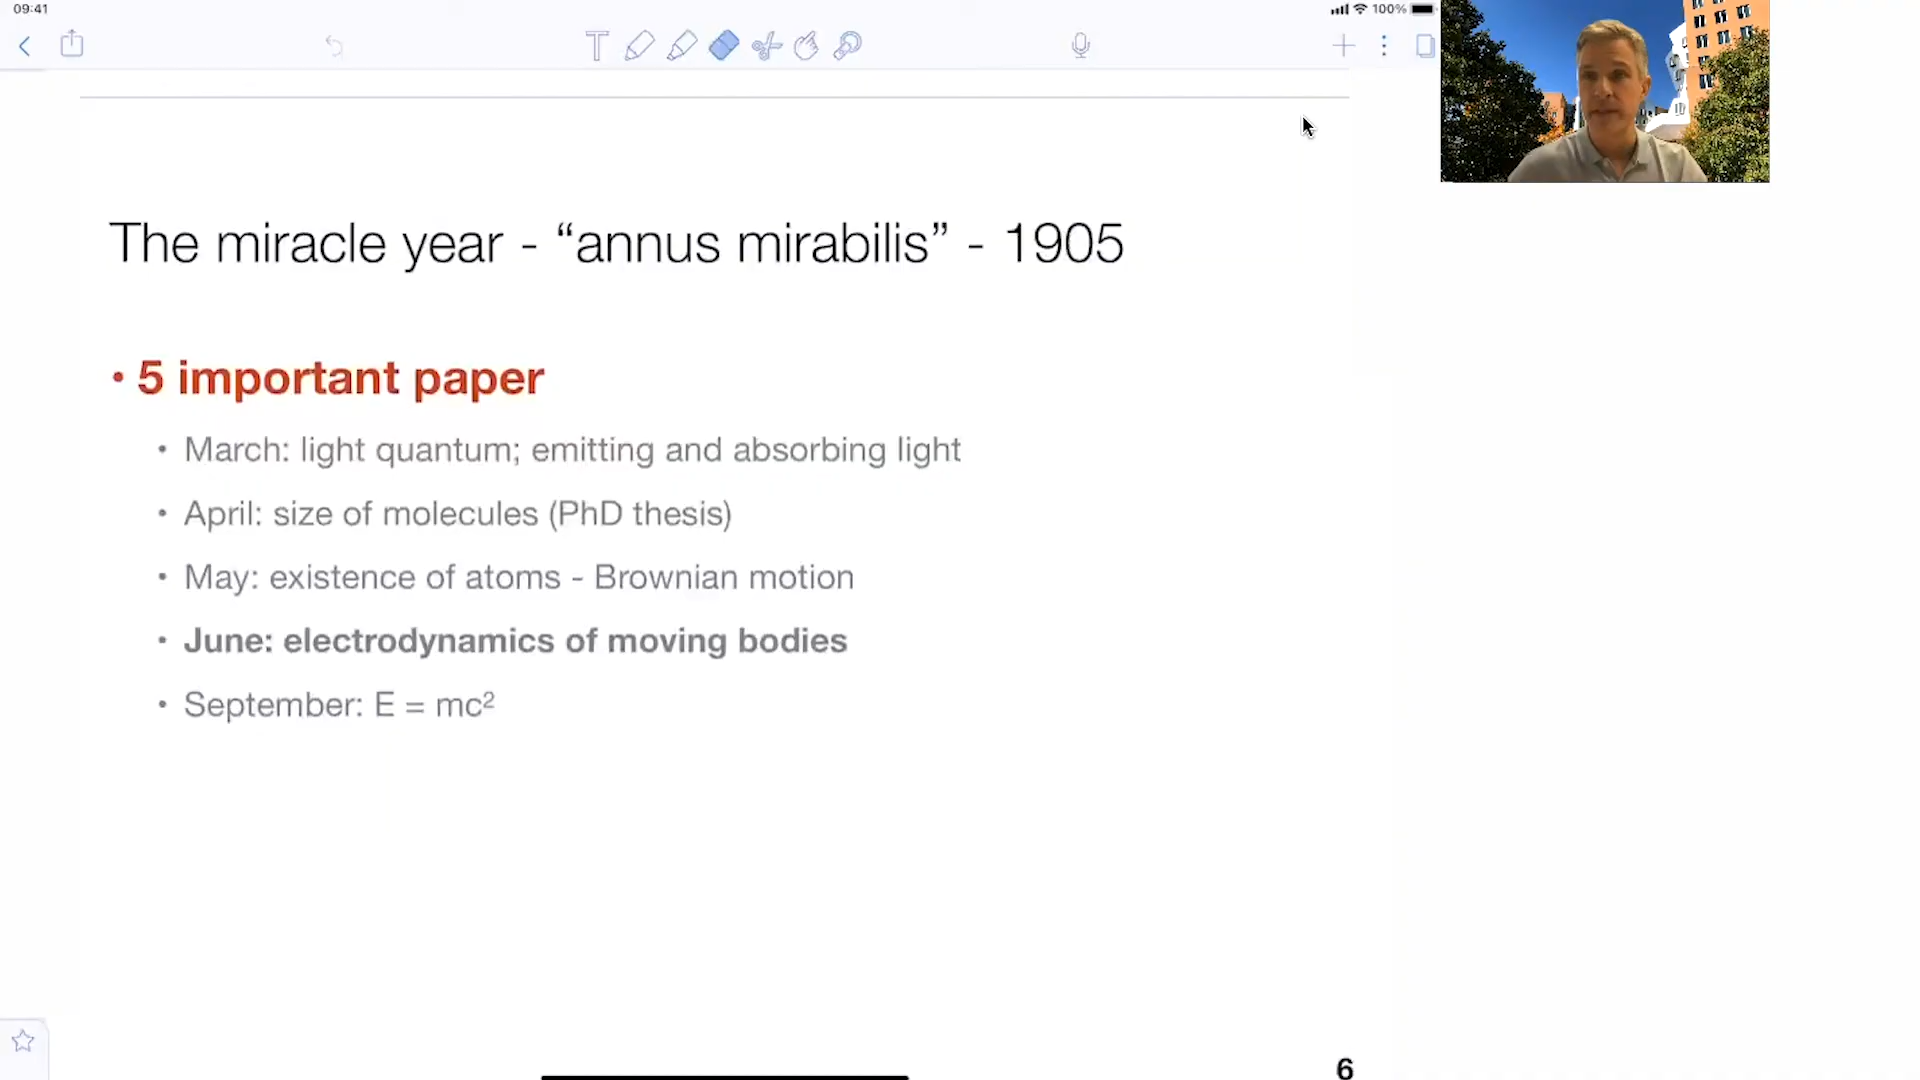 09:41
100%
The miracle year - “annus mirabilis” - 1905
• 5 important paper
• March: light quantum; emitting and absorbing light
• April: size of molecules (PhD thesis)
• May: existence of atoms - Brownian motion
• June: electrodynamics of moving bodies
• September: E = mc²
6